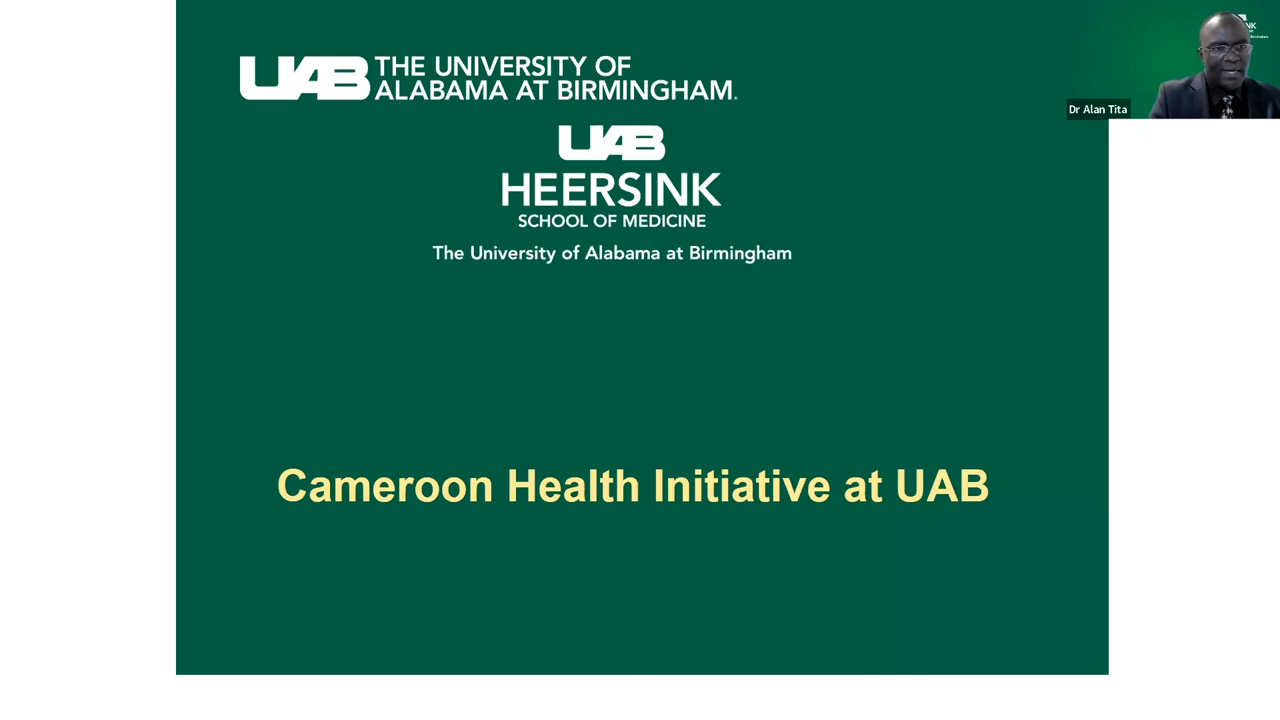 UAB THE UNIVERSITY OF
ALABAMA AT BIRMINGHAM.
UAB
HEERSINK
SCHOOL OF MEDICINE
The University of Alabama at Birmingham
Cameroon Health Initiative at UAB
Dr Alan Tita